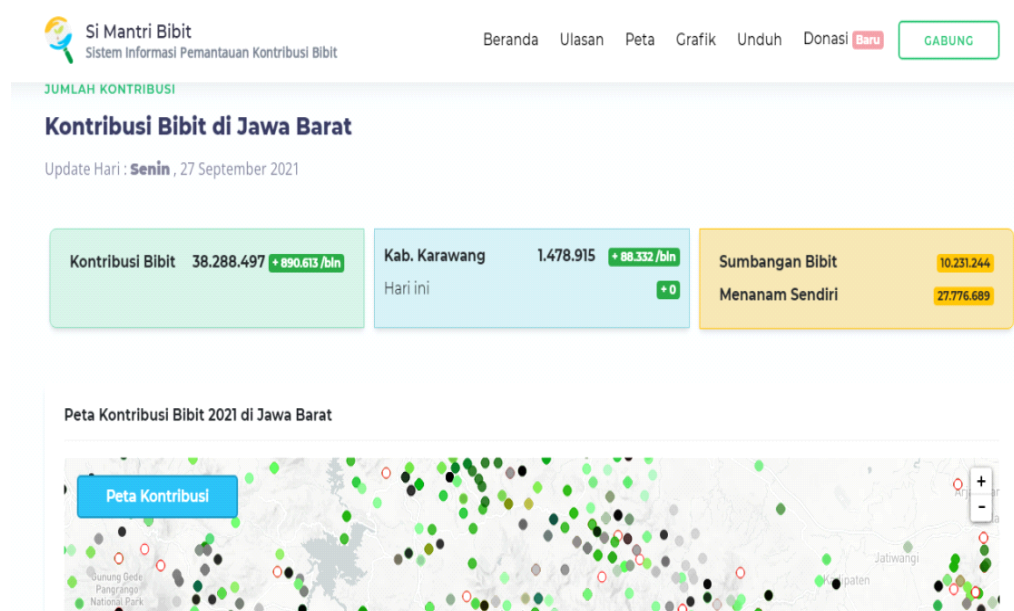 Si Mantri Bibit
Sistem Informasi Pemantauan Kontribusi Bibit
Beranda Ulasan Peta Grafik Unduh Donasi Baru GABUNG
JUMLAH KONTRIBUSI
Kontribusi Bibit di Jawa Barat
Update Hari : Senin , 27 September 2021
Kontribusi Bibit 38.288.497 + 890.613 /bln
Kab. Karawang 1.478.915 + 88.332 /bln
Hari ini + 0
Sumbangan Bibit 10.231.244
Menanam Sendiri 27.776.689
Peta Kontribusi Bibit 2021 di Jawa Barat
Peta Kontribusi
+
-
Jatiwangi
Gunung Gede
Pangrango
National Park